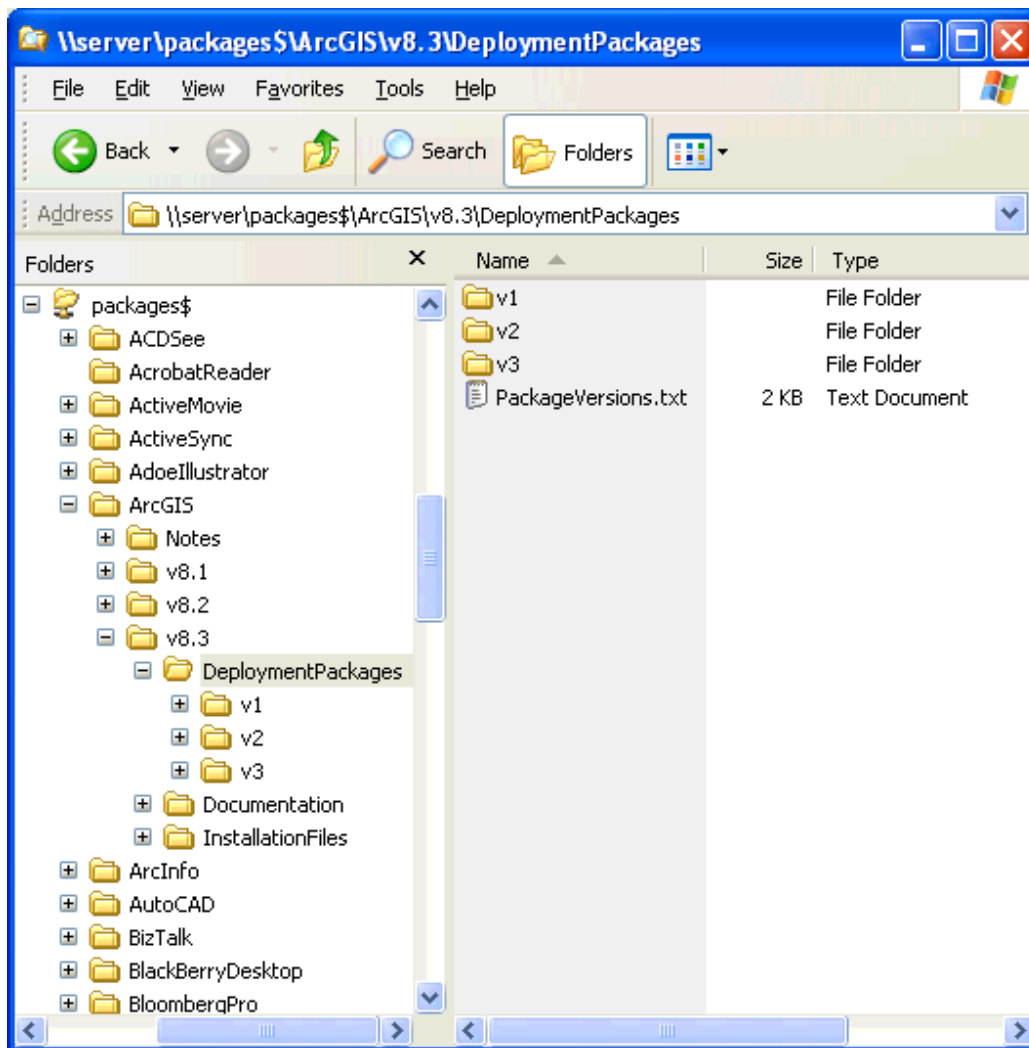 \\server\packages$\ArcGIS\v8.3\DeploymentPackages
File Edit View Favorites Tools Help
Back Search Folders
Address \\server\packages$\ArcGIS\v8.3\DeploymentPackages
Folders
packages$
ACDSee
AcrobatReader
ActiveMovie
ActiveSync
AdoeIllustrator
ArcGIS
Notes
v8.1
v8.2
v8.3
DeploymentPackages
v1
v2
v3
Documentation
InstallationFiles
ArcInfo
AutoCAD
BizTalk
BlackBerryDesktop
BloombergPro
Name Size Type
v1 File Folder
v2 File Folder
v3 File Folder
PackageVersions.txt 2 KB Text Document